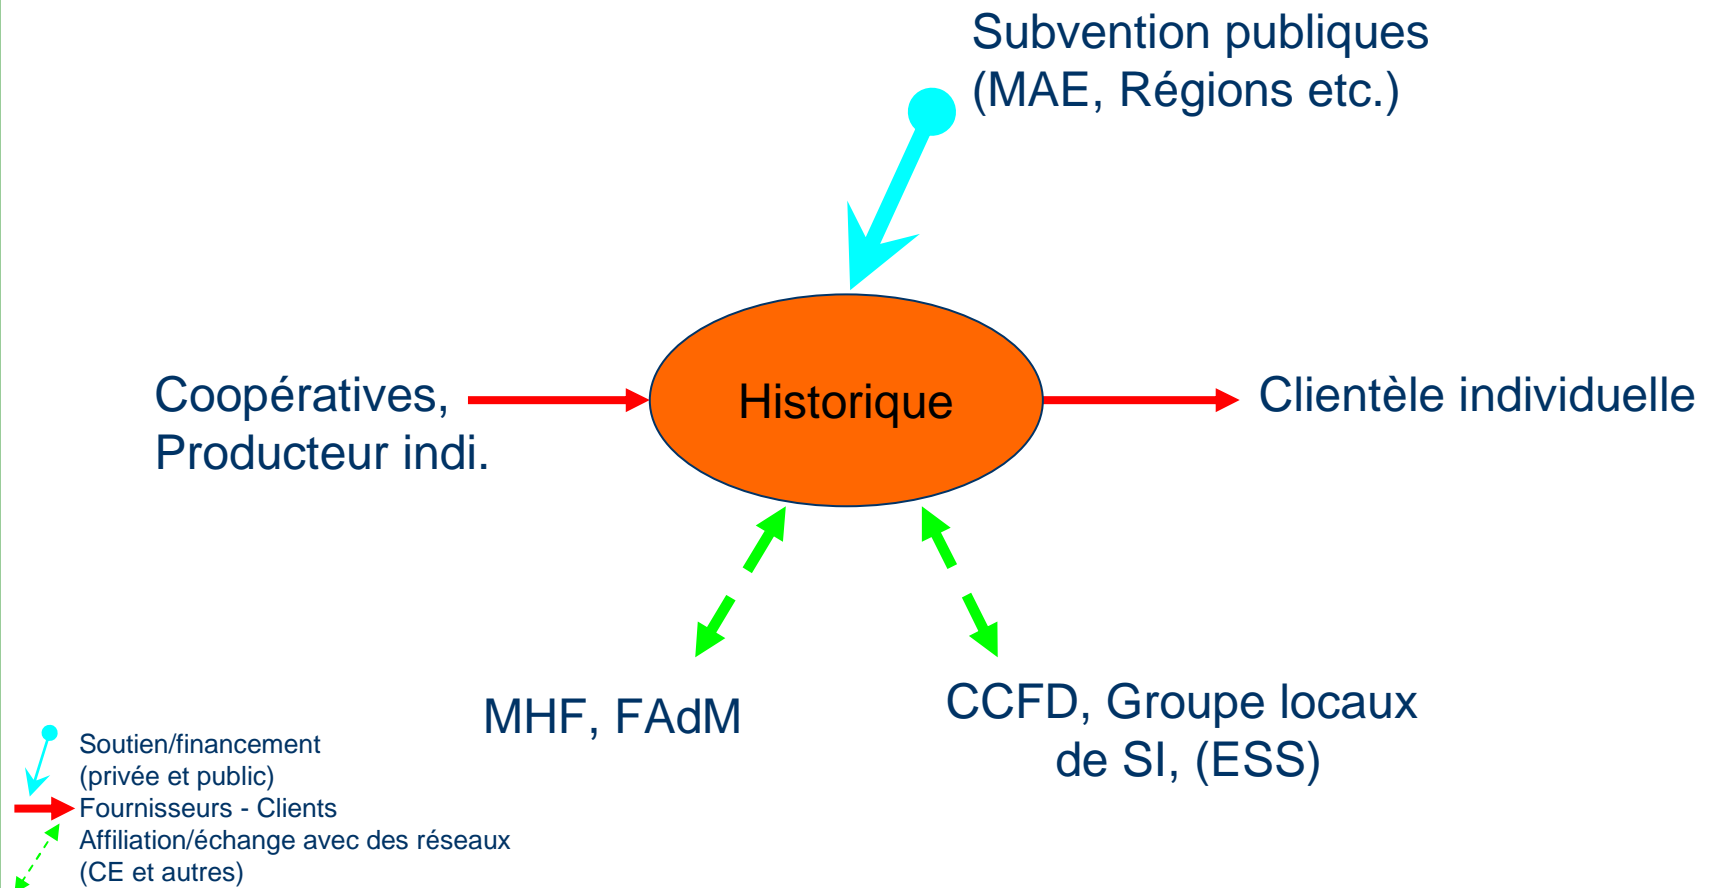 Subvention publiques
(MAE, Régions etc.)
Coopératives,
Producteur indi.
Historique
Clientèle individuelle
MHF, FAdM
CCFD, Groupe locaux
de SI, (ESS)
Soutien/financement
(privée et public)
Fournisseurs - Clients
Affiliation/échange avec des réseaux
(CE et autres)